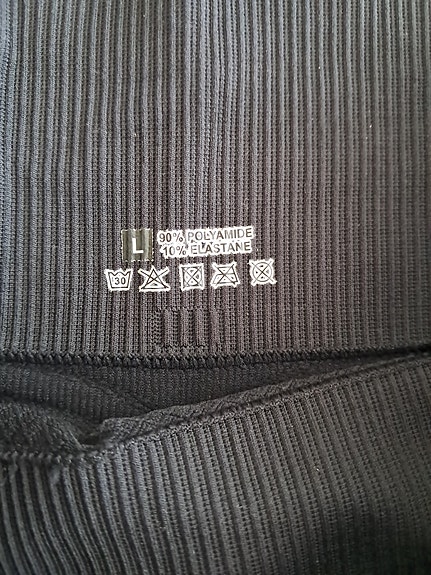 L
90% POLYAMIDE
10% ELASTANE
30